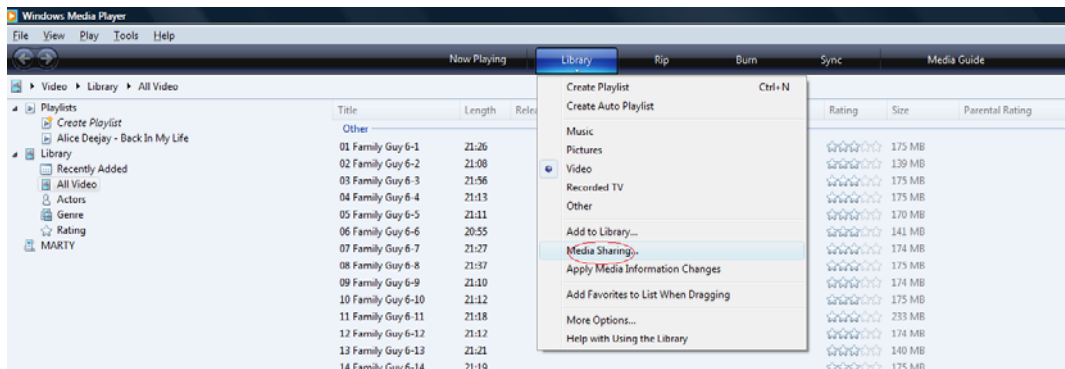 Windows Media Player
File View Play Tools Help
Now Playing Library Rip Burn Sync Media Guide
Video Library All Video
Playlists
Create Playlist
Alice Deejay - Back In My Life
Library
Recently Added
All Video
Actors
Genre
Rating
MARTY
Title Length Rating Size Parental Rating
Other
01 Family Guy 6-1 21:26 175 MB
02 Family Guy 6-2 21:08 139 MB
03 Family Guy 6-3 21:56 175 MB
04 Family Guy 6-4 21:13 175 MB
05 Family Guy 6-5 21:11 170 MB
06 Family Guy 6-6 20:55 141 MB
07 Family Guy 6-7 21:27 174 MB
08 Family Guy 6-8 21:37 175 MB
09 Family Guy 6-9 21:10 174 MB
10 Family Guy 6-10 21:12 175 MB
11 Family Guy 6-11 21:18 233 MB
12 Family Guy 6-12 21:12 174 MB
13 Family Guy 6-13 21:21 140 MB
14 Family Guy 6-14 21:19 175 MB
Create Playlist Ctrl+N
Create Auto Playlist
Music
Pictures
Video
Recorded TV
Other
Add to Library...
Media Sharing...
Apply Media Information Changes
Add Favorites to List When Dragging
More Options...
Help with Using the Library